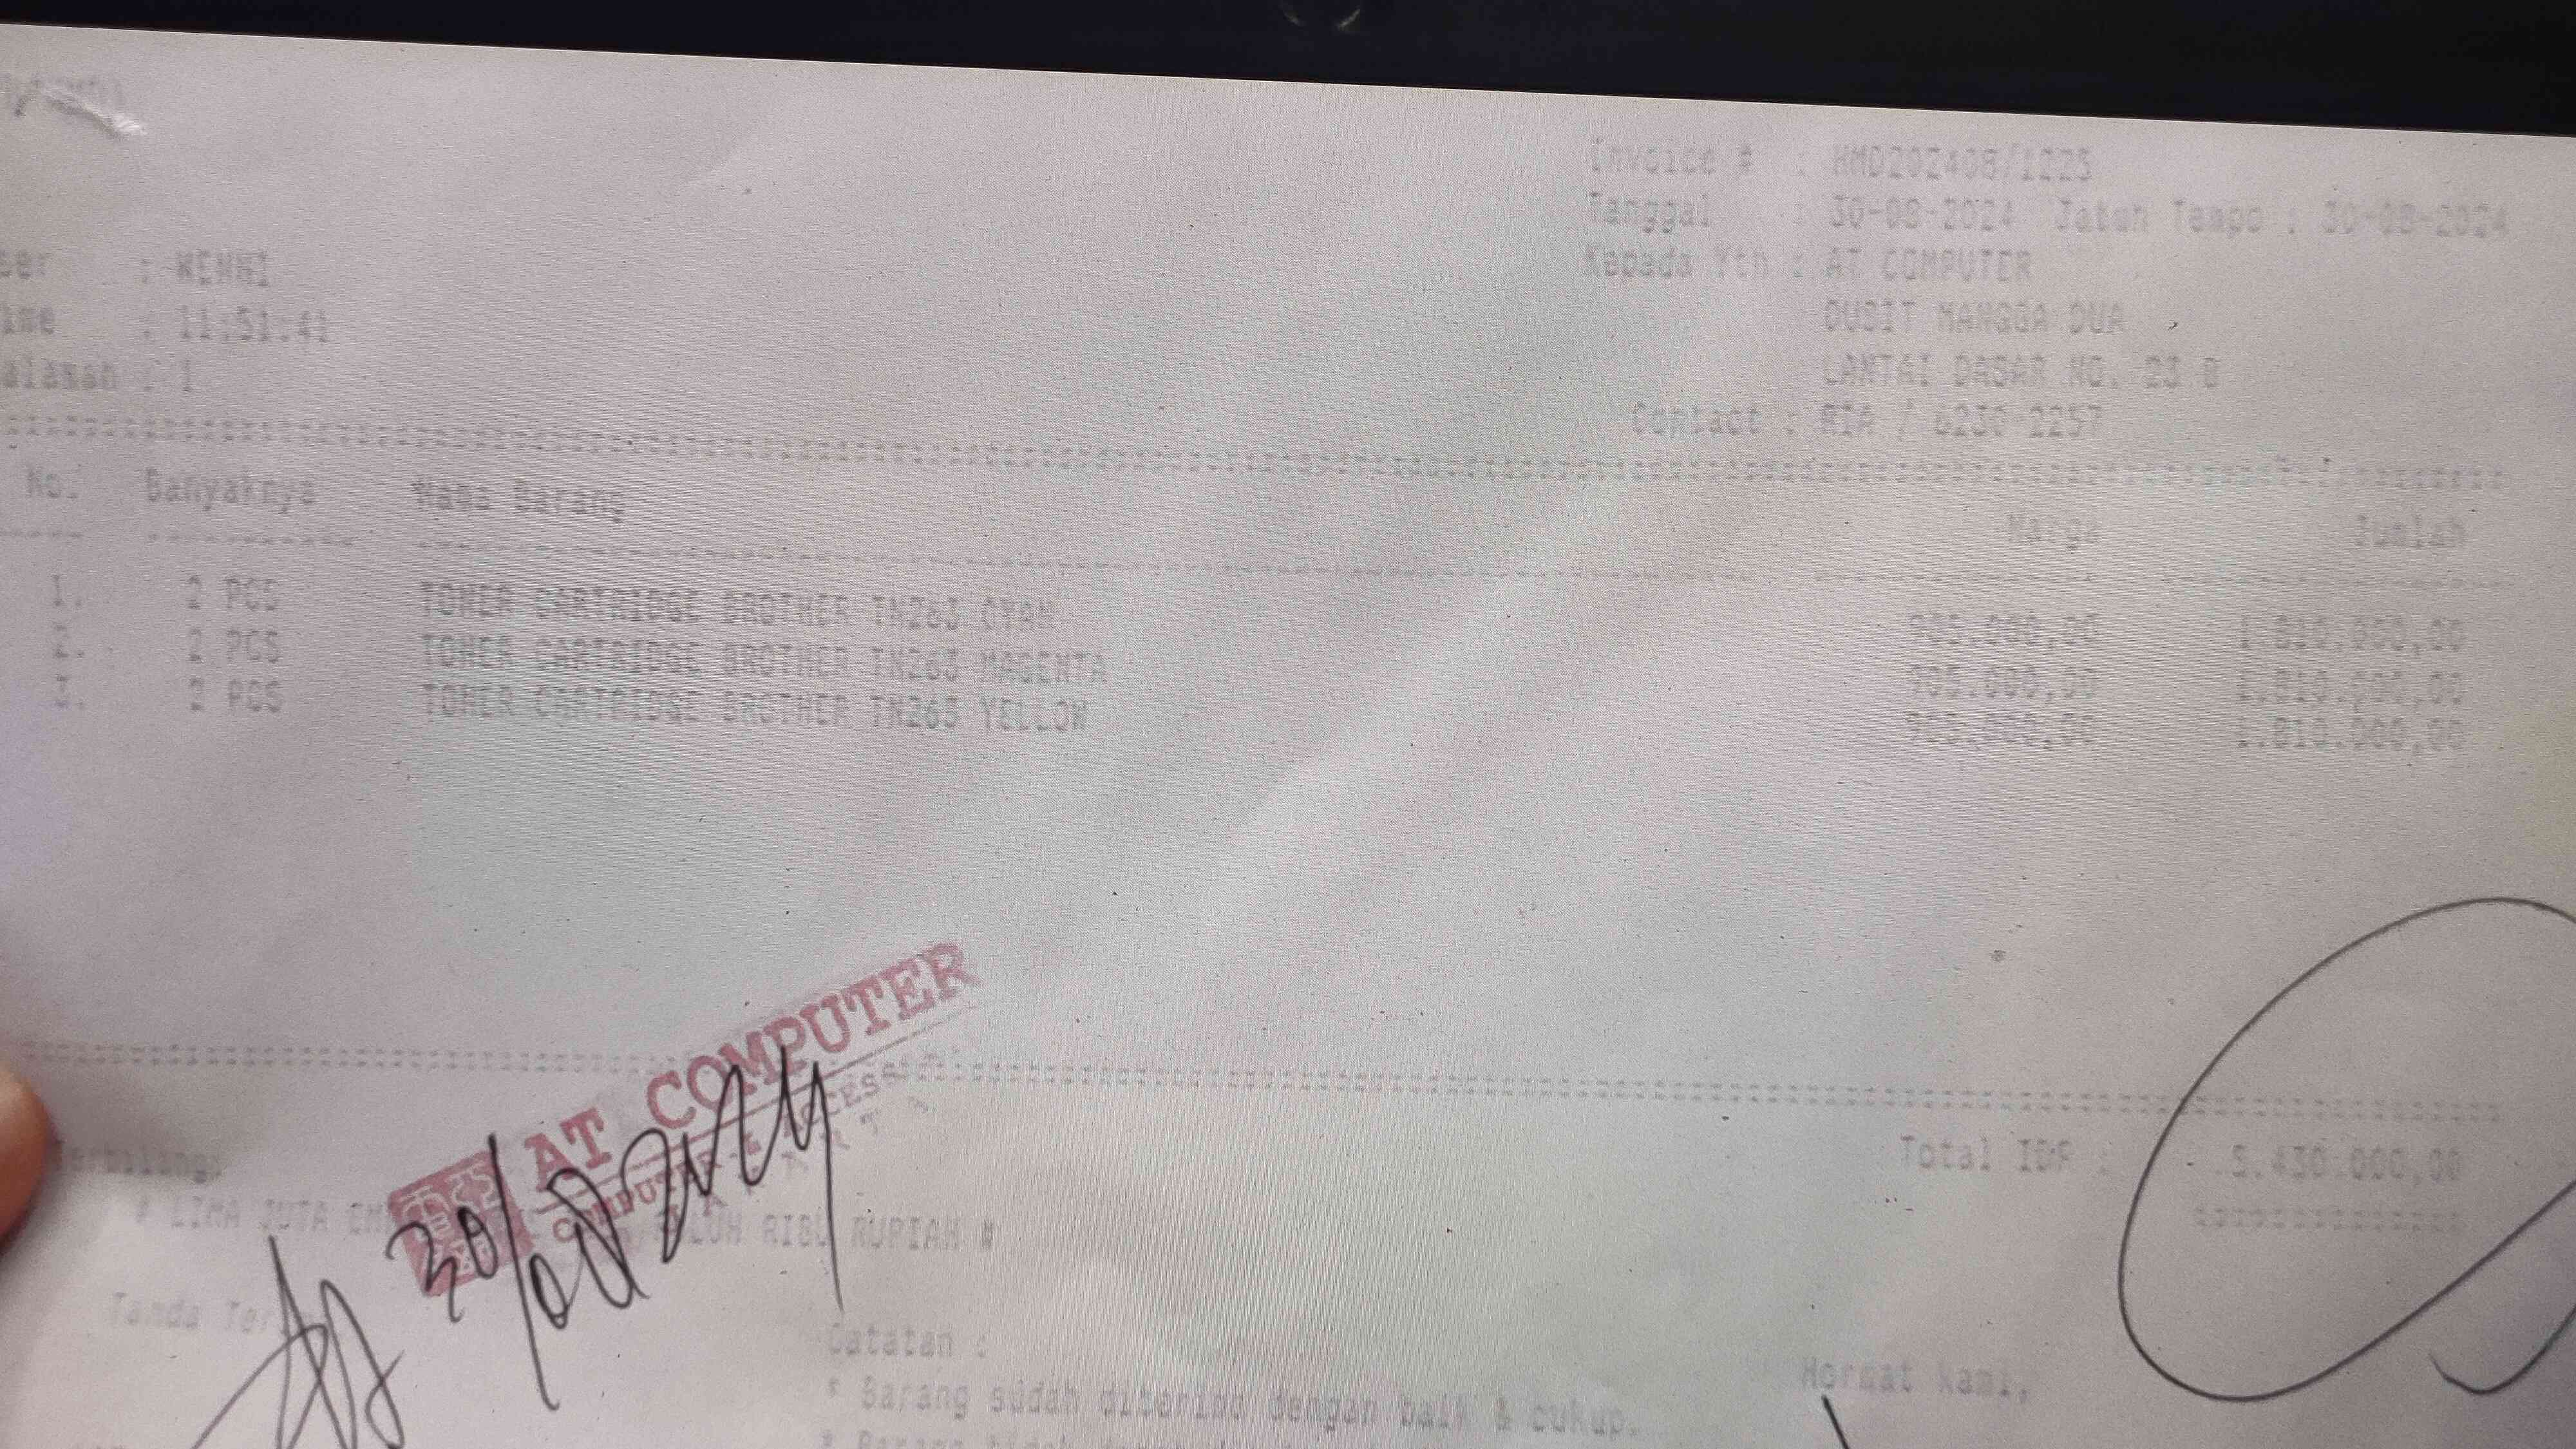 Invoice # : HMD202408/1225
Tanggal : 30-08-2024 Jatuh Tempo : 30-08-2024
Kepada Yth : AT COMPUTER
: WENNI
DUSIT MANGGA DUA
: 11:51:41
LANTAI DASAR NO. 23 B
alaman : 1
Contact : RIA / 6230-2257
No. Banyaknya Nama Barang Harga Jumlah
1. 2 PCS TONER CARTRIDGE BROTHER TN263 CYAN 905.000,00 1.810.000,00
2. 2 PCS TONER CARTRIDGE BROTHER TN263 MAGENTA 905.000,00 1.810.000,00
3. 2 PCS TONER CARTRIDGE BROTHER TN263 YELLOW 905.000,00 1.810.000,00
AT COMPUTER
COMPUTER &
Total IDR : 5.430.000,00
# LIMA JUTA RIBU RUPIAH #
30/08
Tanda
Catatan :
Hormat kami,
* Barang sudah diterima dengan baik & cukup.